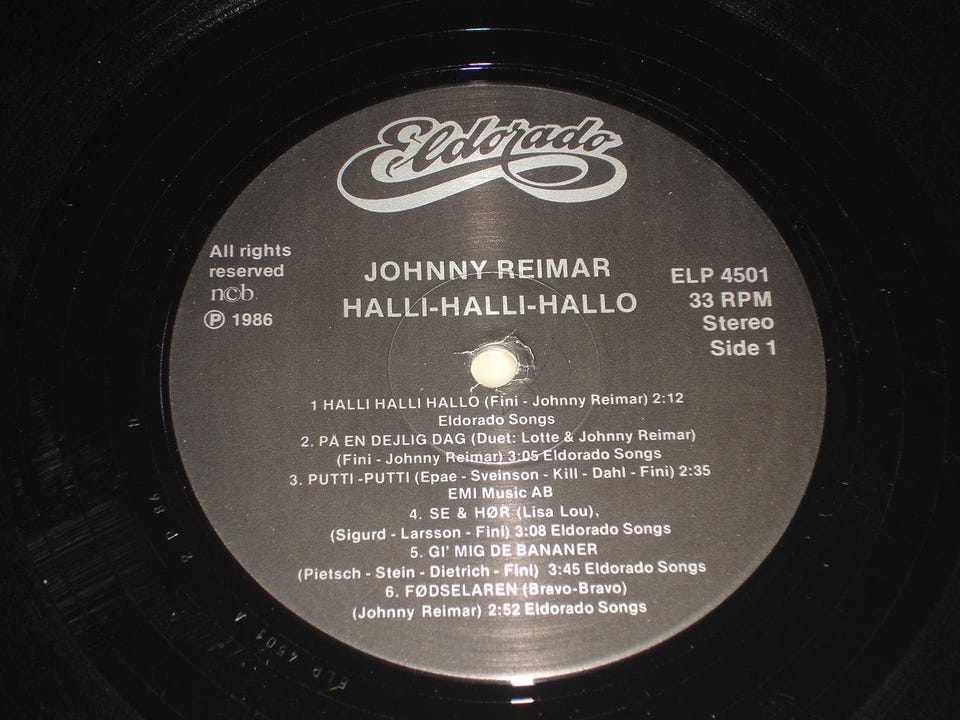 Eldorado
All rights
reserved
ncb
Ⓟ 1986
JOHNNY REIMAR
HALLI-HALLI-HALLO
ELP 4501
33 RPM
Stereo
Side 1
1 HALLI HALLI HALLO (Fini - Johnny Reimar) 2:12
Eldorado Songs
2. PÅ EN DEJLIG DAG (Duet: Lotte & Johnny Reimar)
(Fini - Johnny Reimar) 3:05 Eldorado Songs
3. PUTTI -PUTTI (Epae - Sveinson - Kill - Dahl - Fini) 2:35
EMI Music AB
4. SE & HØR (Lisa Lou),
(Sigurd - Larsson - Fini) 3:08 Eldorado Songs
5. GI' MIG DE BANANER
(Pietsch - Stein - Dietrich - Fini) 3:45 Eldorado Songs
6. FØDSELAREN (Bravo-Bravo)
(Johnny Reimar) 2:52 Eldorado Songs
ELP 4501 A